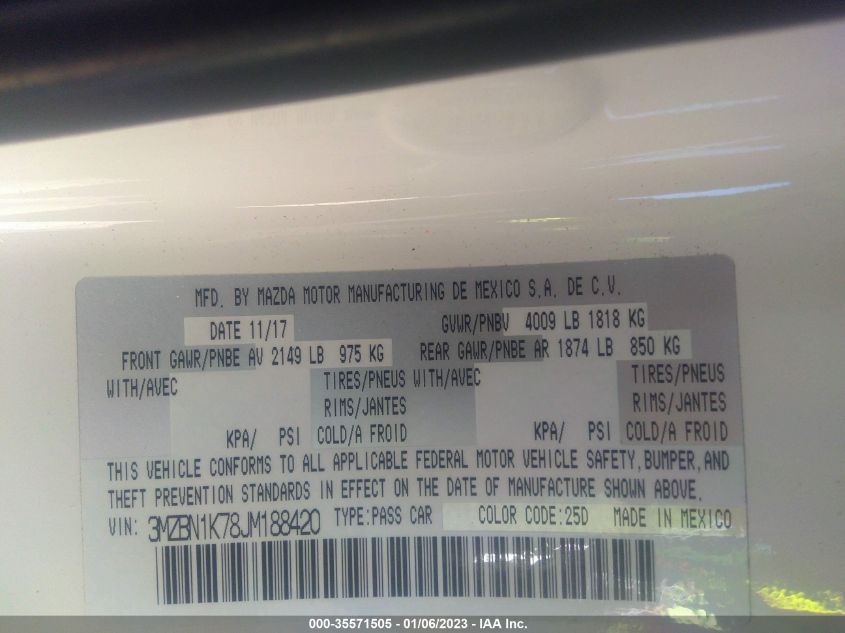 MFD. BY MAZDA MOTOR MANUFACTURING DE MEXICO S.A. DE C.V.
DATE 11/17 GVWR/PNBV 4009 LB 1818 KG
FRONT GAWR/PNBE AV 2149 LB 975 KG REAR GAWR/PNBE AR 1874 LB 850 KG
WITH/AVEC TIRES/PNEUS WITH/AVEC TIRES/PNEUS
RIMS/JANTES RIMS/JANTES
KPA/ PSI COLD/A FROID KPA/ PSI COLD/A FROID
THIS VEHICLE CONFORMS TO ALL APPLICABLE FEDERAL MOTOR VEHICLE SAFETY, BUMPER, AND
THEFT PREVENTION STANDARDS IN EFFECT ON THE DATE OF MANUFACTURE SHOWN ABOVE.
VIN: 3MZBN1K78JM188420 TYPE:PASS CAR COLOR CODE:25D MADE IN MEXICO
000-35571505 - 01/06/2023 - IAA Inc.